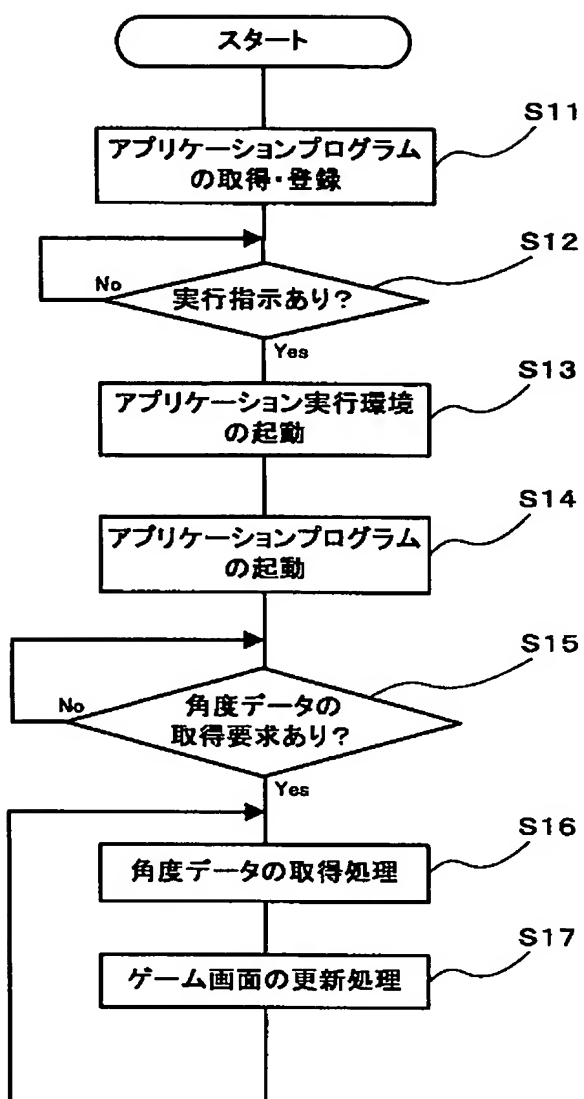 スタート
S11
アプリケーションプログラム
の取得・登録
S12
No
実行指示あり?
Yes
S13
アプリケーション実行環境
の起動
S14
アプリケーションプログラム
の起動
S15
No
角度データの
取得要求あり?
Yes
S16
角度データの取得処理
S17
ゲーム画面の更新処理